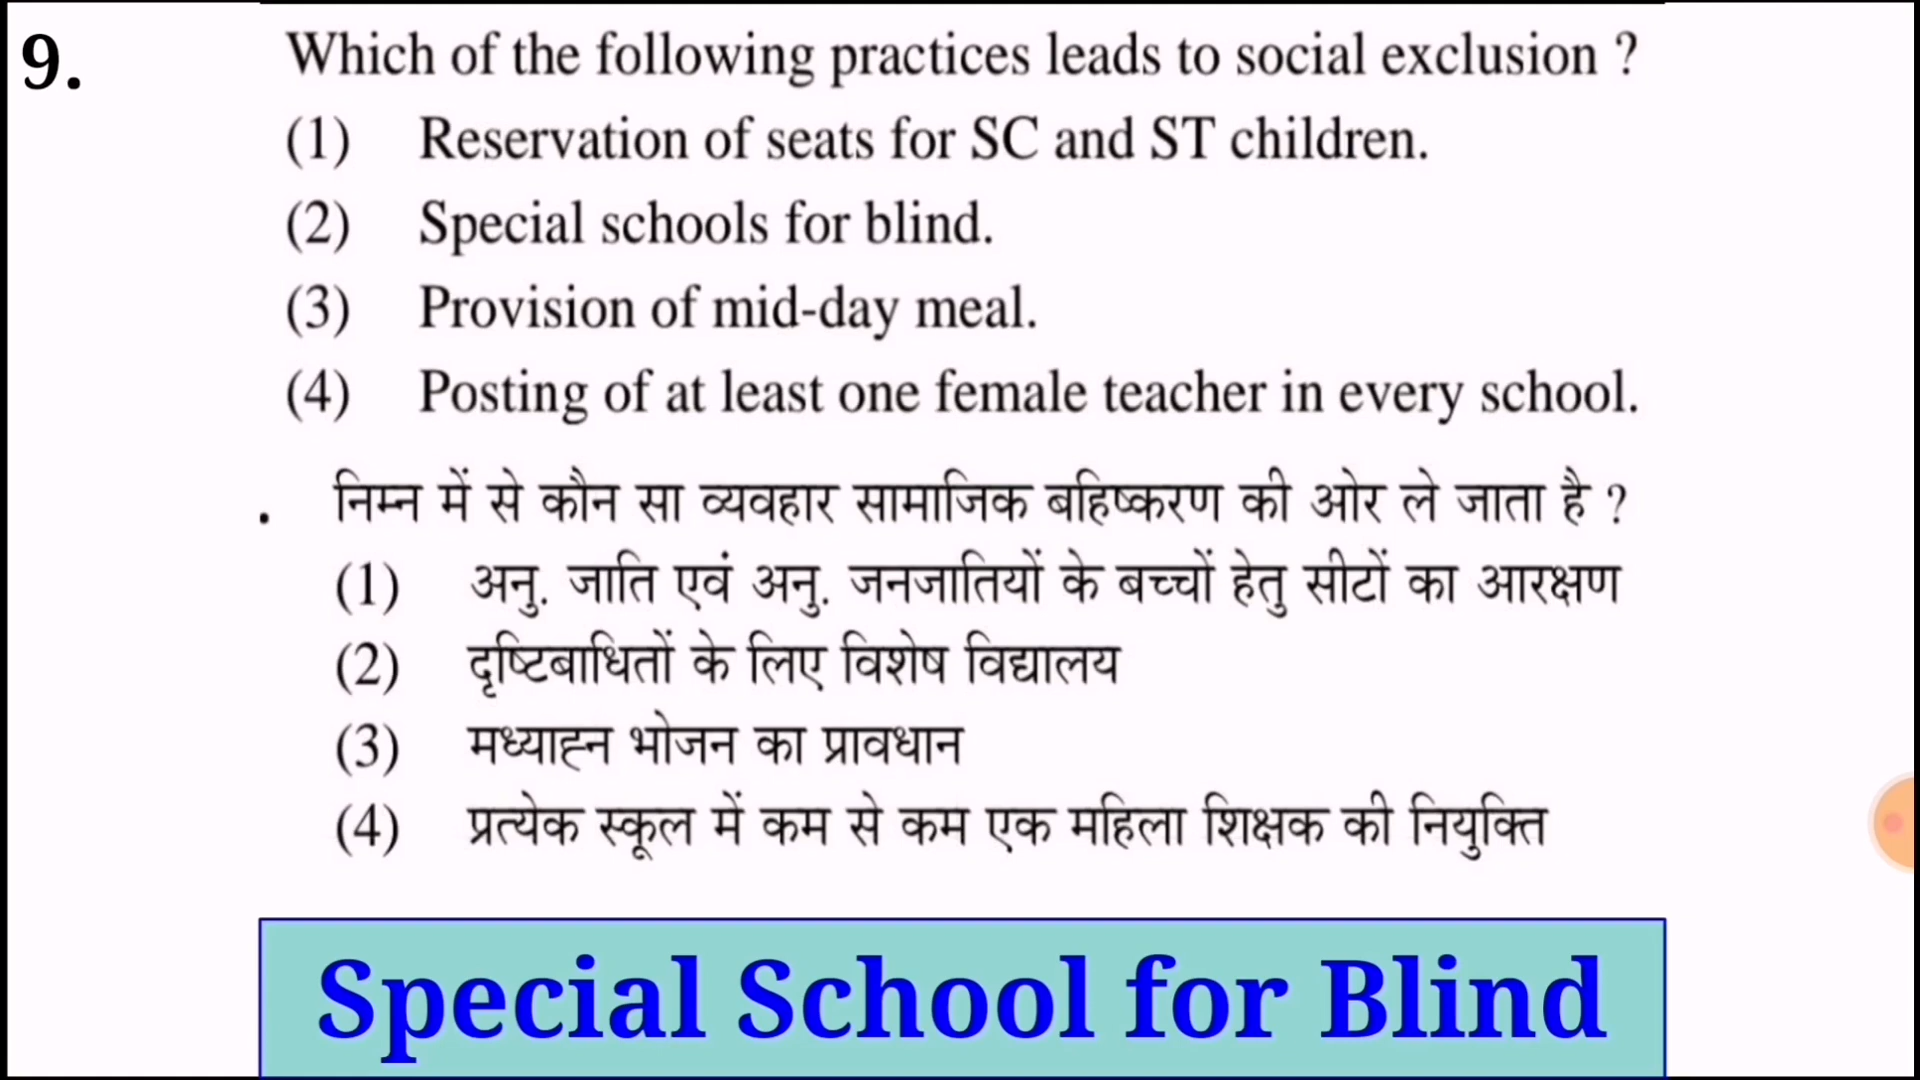 9. Which of the following practices leads to social exclusion ?
(1) Reservation of seats for SC and ST children.
(2) Special schools for blind.
(3) Provision of mid-day meal.
(4) Posting of at least one female teacher in every school.
. निम्न में से कौन सा व्यवहार सामाजिक बहिष्करण की ओर ले जाता है ?
(1) अनु. जाति एवं अनु. जनजातियों के बच्चों हेतु सीटों का आरक्षण
(2) दृष्टिबाधितों के लिए विशेष विद्यालय
(3) मध्याह्न भोजन का प्रावधान
(4) प्रत्येक स्कूल में कम से कम एक महिला शिक्षक की नियुक्ति
Special School for Blind